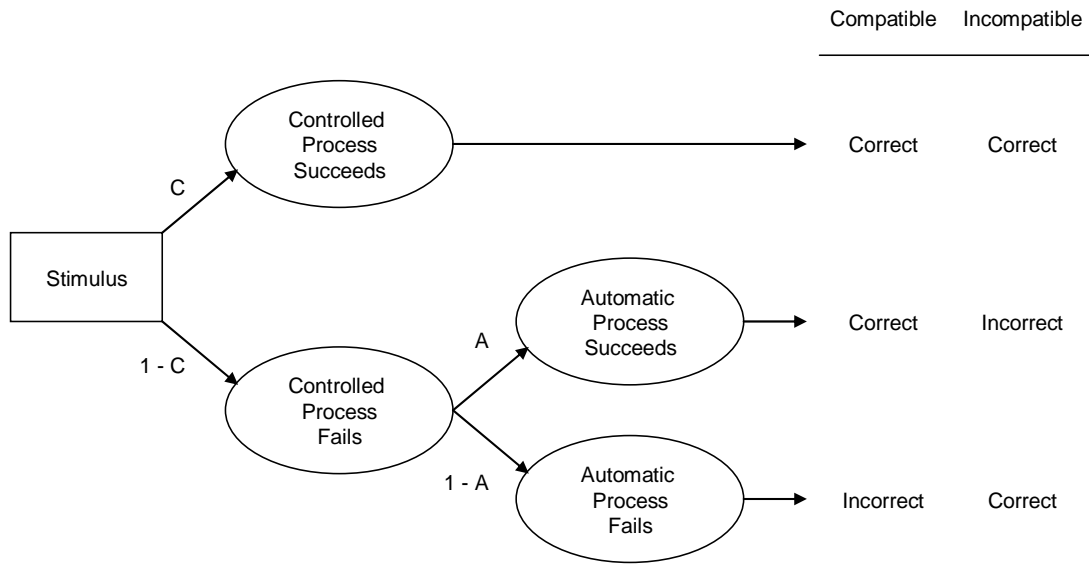 Compatible Incompatible
Controlled
Process
Succeeds
Correct Correct
C
Stimulus
Automatic
Process
Succeeds
A
Correct Incorrect
1 - C
Controlled
Process
Fails
1 - A
Automatic
Process
Fails
Incorrect Correct